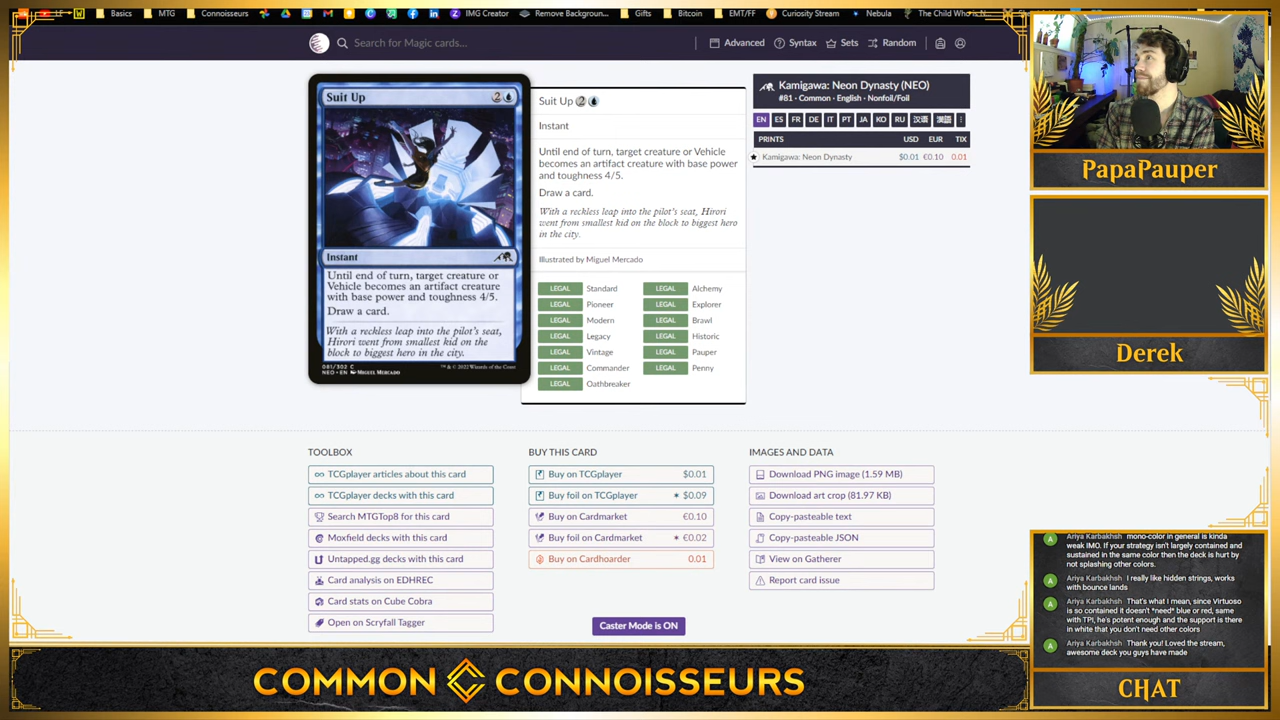 Basics
MTG
Connoisseurs
IMG Creator
Remove Backgroun...
Gifts
Bitcoin
EMT/FF
Curiosity Stream
Nebula
Search for Magic cards...
Advanced
Syntax
Sets
Random
Suit Up 2
Instant
Until end of turn, target creature or
Vehicle becomes an artifact creature
with base power and toughness 4/5.
Draw a card.
With a reckless leap into the pilot's seat,
Hirori went from smallest kid on the
block to biggest hero in the city.
081/302 C
NEO • EN MIGUEL MERCADO
™ & © 2022 Wizards of the Coast
Suit Up 2
Instant
Until end of turn, target creature or Vehicle
becomes an artifact creature with base power
and toughness 4/5.
Draw a card.
With a reckless leap into the pilot's seat, Hirori
went from smallest kid on the block to biggest hero
in the city.
Illustrated by Miguel Mercado
LEGAL Standard LEGAL Alchemy
LEGAL Pioneer LEGAL Explorer
LEGAL Modern LEGAL Brawl
LEGAL Legacy LEGAL Historic
LEGAL Vintage LEGAL Pauper
LEGAL Commander LEGAL Penny
LEGAL Oathbreaker
Kamigawa: Neon Dynasty (NEO)
#81 · Common · English · Nonfoil/Foil
EN ES FR DE IT PT JA KO RU 汉语 漢語
PRINTS USD EUR TIX
Kamigawa: Neon Dynasty $0.01 €0.10 0.01
TOOLBOX
TCGplayer articles about this card
TCGplayer decks with this card
Search MTGTop8 for this card
Moxfield decks with this card
Untapped.gg decks with this card
Card analysis on EDHREC
Card stats on Cube Cobra
Open on Scryfall Tagger
BUY THIS CARD
Buy on TCGplayer $0.01
Buy foil on TCGplayer ✶ $0.09
Buy on Cardmarket €0.10
Buy foil on Cardmarket ✶ €0.02
Buy on Cardhoarder 0.01
IMAGES AND DATA
Download PNG image (1.59 MB)
Download art crop (81.97 KB)
Copy-pasteable text
Copy-pasteable JSON
View on Gatherer
Report card issue
Caster Mode is ON
PapaPauper
Derek
Ariya Karbakhsh mono-color in general is kinda
weak IMO. If your strategy isn't largely contained and
sustained in the same color then the deck is hurt by
not splashing other colors.
A Ariya Karbakhsh I really like hidden strings, works
with bounce lands
A Ariya Karbakhsh That's what I mean, since Virtuoso
is so contained it doesn't *need* blue or red, same
with TPI, he's potent enough and the support is there
in white that you don't need other colors
A Ariya Karbakhsh Thank you! Loved the stream,
awesome deck you guys have made
CHAT
COMMON CONNOISSEURS